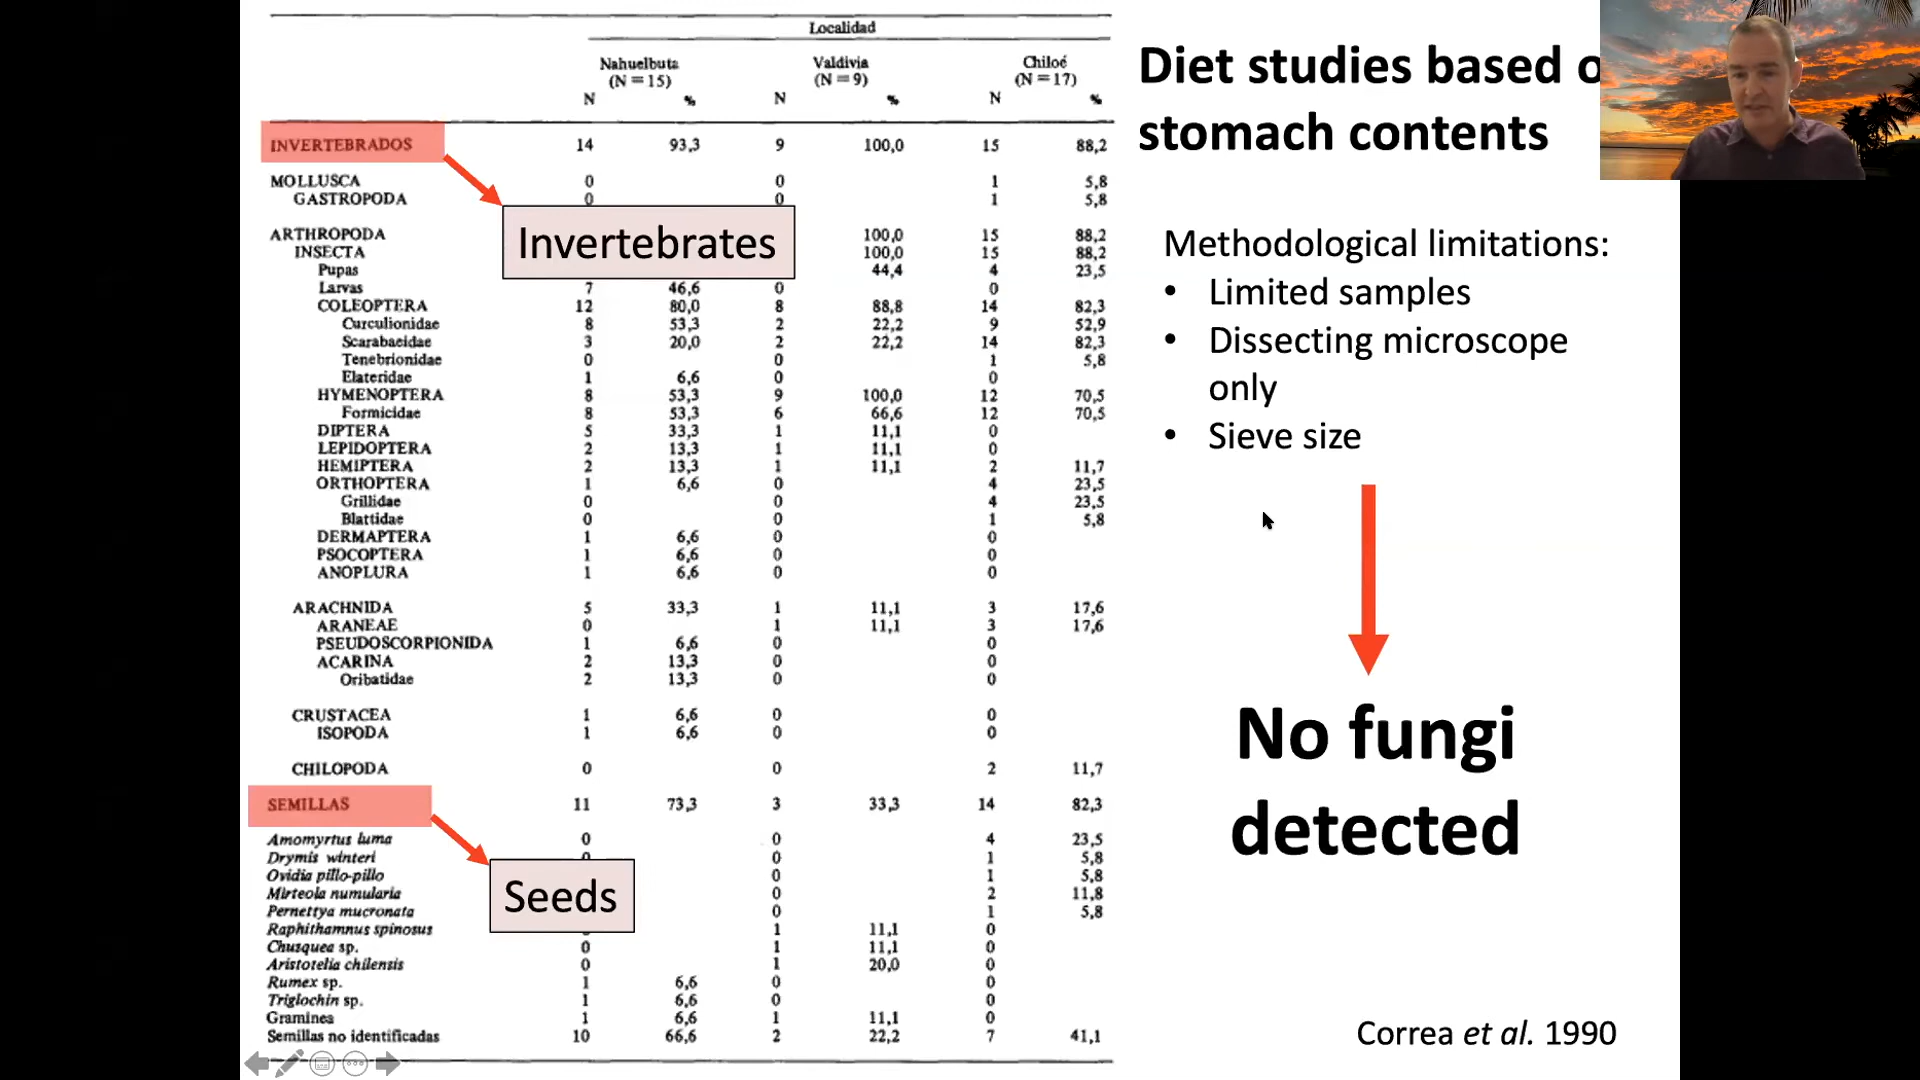 Localidad
Nahuelbuta Valdivia Chiloé
(N = 15) (N = 9) (N = 17)
N % N % N %
INVERTEBRADOS 14 93,3 9 100,0 15 88,2
MOLLUSCA 0 0 1 5,8
GASTROPODA 0 0 1 5,8
ARTHROPODA 100,0 15 88,2
INSECTA 100,0 15 88,2
Pupas 44,4 4 23,5
Larvas 7 46,6 0 0
COLEOPTERA 12 80,0 8 88,8 14 82,3
Curculionidae 8 53,3 2 22,2 9 52,9
Scarabaeidae 3 20,0 2 22,2 14 82,3
Tenebrionidae 0 0 1 5,8
Elateridae 1 6,6 0 0
HYMENOPTERA 8 53,3 9 100,0 12 70,5
Formicidae 8 53,3 6 66,6 12 70,5
DIPTERA 5 33,3 1 11,1 0
LEPIDOPTERA 2 13,3 1 11,1 0
HEMIPTERA 2 13,3 1 11,1 2 11,7
ORTHOPTERA 1 6,6 0 4 23,5
Grillidae 0 0 4 23,5
Blattidae 0 0 1 5,8
DERMAPTERA 1 6,6 0 0
PSOCOPTERA 1 6,6 0 0
ANOPLURA 1 6,6 0 0
ARACHNIDA 5 33,3 1 11,1 3 17,6
ARANEAE 0 1 11,1 3 17,6
PSEUDOSCORPIONIDA 1 6,6 0 0
ACARINA 2 13,3 0 0
Oribatidae 2 13,3 0 0
CRUSTACEA 1 6,6 0 0
ISOPODA 1 6,6 0 0
CHILOPODA 0 0 2 11,7
SEMILLAS 11 73,3 3 33,3 14 82,3
Amomyrtus luma 0 0 4 23,5
Drymis winteri 0 0 1 5,8
Ovidia pillo-pillo 0 1 5,8
Mirteola numularia 0 2 11,8
Pernettya mucronata 0 1 5,8
Raphithamnus spinosus 1 11,1 0
Chusquea sp. 0 1 11,1 0
Aristotelia chilensis 0 1 20,0 0
Rumex sp. 1 6,6 0 0
Triglochin sp. 1 6,6 0 0
Graminea 1 6,6 1 11,1 0
Semillas no identificadas 10 66,6 2 22,2 7 41,1
Invertebrates
Seeds
Diet studies based o
stomach contents
Methodological limitations:
• Limited samples
• Dissecting microscope
only
• Sieve size
No fungi
detected
Correa et al. 1990